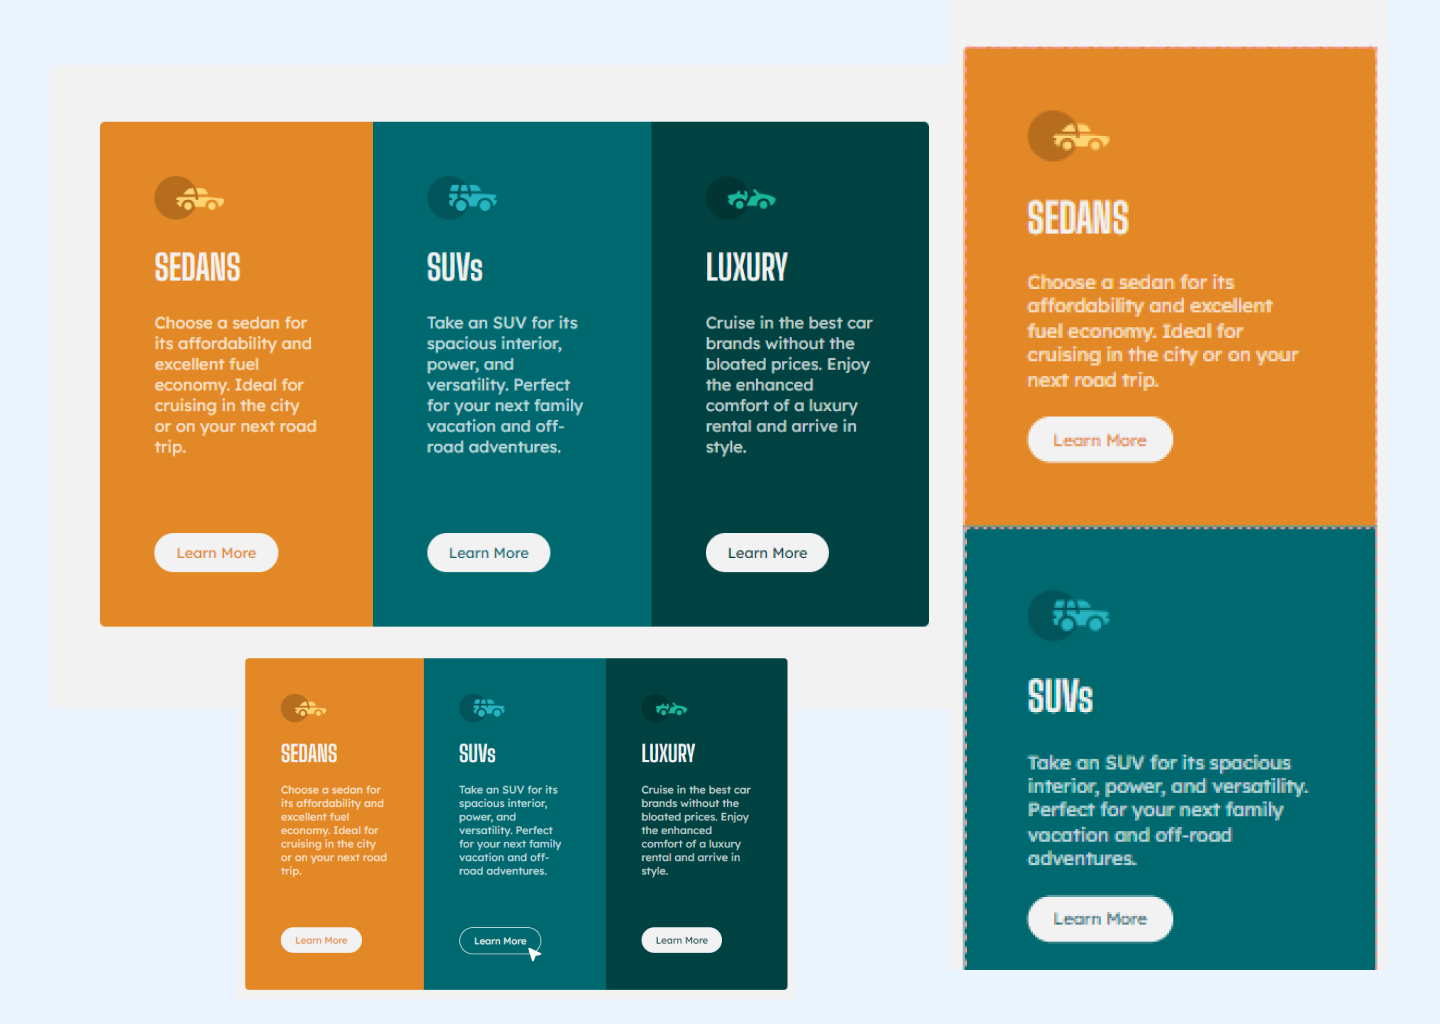 SEDANS
Choose a sedan for
its affordability and
excellent fuel
economy. Ideal for
cruising in the city
or on your next road
trip.
Learn More
SUVs
Take an SUV for its
spacious interior,
power, and
versatility. Perfect
for your next family
vacation and off-
road adventures.
Learn More
LUXURY
Cruise in the best car
brands without the
bloated prices. Enjoy
the enhanced
comfort of a luxury
rental and arrive in
style.
Learn More
SEDANS
Choose a sedan for its
affordability and excellent
fuel economy. Ideal for
cruising in the city or on your
next road trip.
Learn More
SUVs
Take an SUV for its spacious
interior, power, and versatility.
Perfect for your next family
vacation and off-road
adventures.
Learn More
SEDANS
Choose a sedan for
its affordability and
excellent fuel
economy. Ideal for
cruising in the city
or on your next road
trip.
Learn More
SUVs
Take an SUV for its
spacious interior,
power, and
versatility. Perfect
for your next family
vacation and off-
road adventures.
Learn More
LUXURY
Cruise in the best car
brands without the
bloated prices. Enjoy
the enhanced
comfort of a luxury
rental and arrive in
style.
Learn More